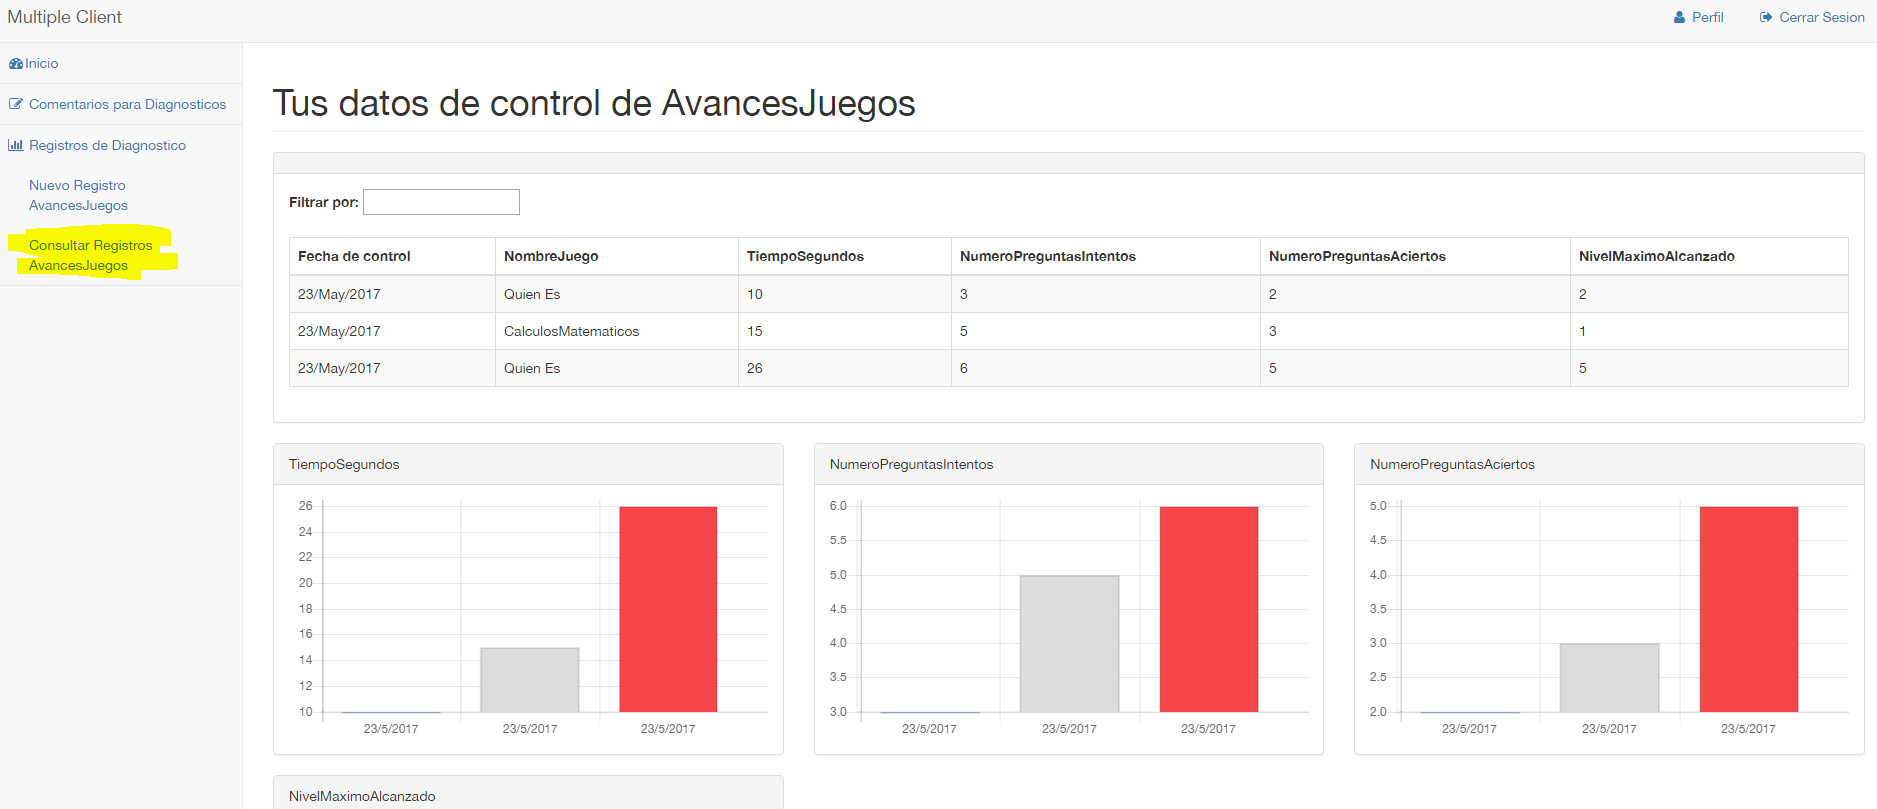 Multiple Client
Perfil
Cerrar Sesion
Inicio
Comentarios para Diagnosticos
Registros de Diagnostico
Nuevo Registro
AvancesJuegos
Consultar Registros
AvancesJuegos
Tus datos de control de AvancesJuegos
Filtrar por:
Fecha de control NombreJuego TiempoSegundos NumeroPreguntasIntentos NumeroPreguntasAciertos NivelMaximoAlcanzado
23/May/2017 Quien Es 10 3 2 2
23/May/2017 CalculosMatematicos 15 5 3 1
23/May/2017 Quien Es 26 6 5 5
TiempoSegundos
26
24
22
20
18
16
14
12
10
23/5/2017 23/5/2017 23/5/2017
NumeroPreguntasIntentos
6.0
5.5
5.0
4.5
4.0
3.5
3.0
23/5/2017 23/5/2017 23/5/2017
NumeroPreguntasAciertos
5.0
4.5
4.0
3.5
3.0
2.5
2.0
23/5/2017 23/5/2017 23/5/2017
NivelMaximoAlcanzado